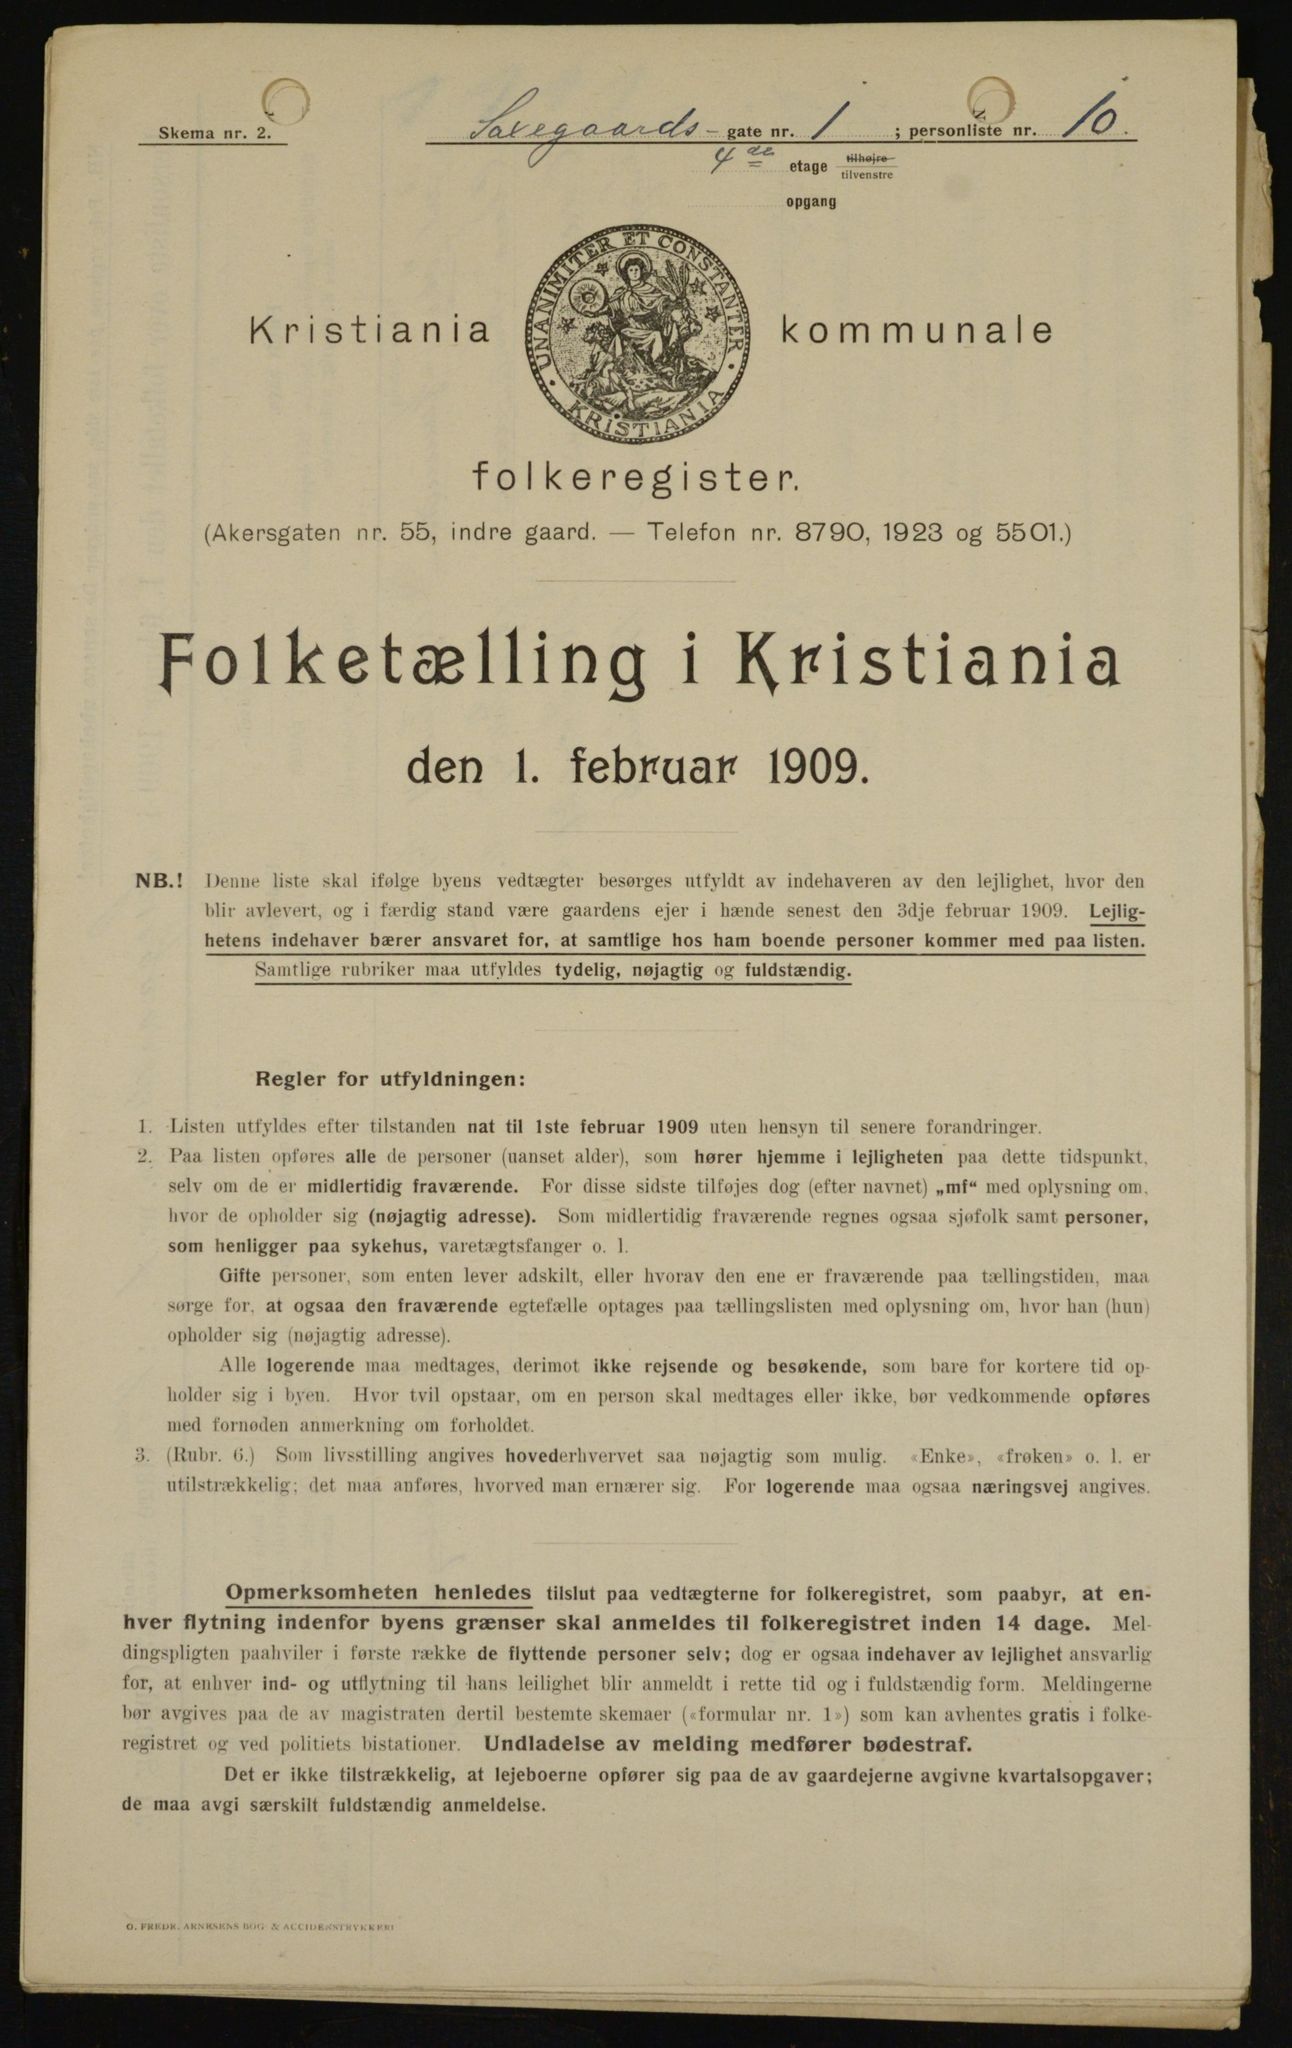 Skema nr. 2.
Saxegaards- gate nr. 1 ; personliste nr. 10.
4de etage tilhøjre
tilvenstre
opgang
UNANIMITER ET CONSTANTER
KRISTIANIA
Kristiania kommunale
folkeregister.
(Akersgaten nr. 55, indre gaard. — Telefon nr. 8790, 1923 og 5501.)
Folketælling i Kristiania
den 1. februar 1909.
NB.! Denne liste skal ifølge byens vedtægter besørges utfyldt av indehaveren av den lejlighet, hvor den
blir avlevert, og i færdig stand være gaardens ejer i hænde senest den 3dje februar 1909. Lejlig-
hetens indehaver bærer ansvaret for, at samtlige hos ham boende personer kommer med paa listen.
Samtlige rubriker maa utfyldes tydelig, nøjagtig og fuldstændig.
Regler for utfyldningen:
1. Listen utfyldes efter tilstanden nat til 1ste februar 1909 uten hensyn til senere forandringer.
2. Paa listen opføres alle de personer (uanset alder), som hører hjemme i lejligheten paa dette tidspunkt,
selv om de er midlertidig fraværende. For disse sidste tilføjes dog (efter navnet) „mf“ med oplysning om,
hvor de opholder sig (nøjagtig adresse). Som midlertidig fraværende regnes ogsaa sjøfolk samt personer,
som henligger paa sykehus, varetægtsfanger o. l.
Gifte personer, som enten lever adskilt, eller hvorav den ene er fraværende paa tællingstiden, maa
sørge for, at ogsaa den fraværende egtefælle optages paa tællingslisten med oplysning om, hvor han (hun)
opholder sig (nøjagtig adresse).
Alle logerende maa medtages, derimot ikke rejsende og besøkende, som bare for kortere tid op-
holder sig i byen. Hvor tvil opstaar, om en person skal medtages eller ikke, bør vedkommende opføres
med fornøden anmerkning om forholdet.
3. (Rubr. 6.) Som livsstilling angives hovederhvervet saa nøjagtig som mulig. «Enke», «frøken» o. l. er
utilstrækkelig; det maa anføres, hvorved man ernærer sig. For logerende maa ogsaa næringsvej angives.
Opmerksomheten henledes tilslut paa vedtægterne for folkeregistret, som paabyr, at en-
hver flytning indenfor byens grænser skal anmeldes til folkeregistret inden 14 dage. Mel-
dingspligten paahviler i første række de flyttende personer selv; dog er ogsaa indehaver av lejlighet ansvarlig
for, at enhver ind- og utflytning til hans leilighet blir anmeldt i rette tid og i fuldstændig form. Meldingerne
bør avgives paa de av magistraten dertil bestemte skemaer («formular nr. 1») som kan avhentes gratis i folke-
registret og ved politiets bistationer. Undladelse av melding medfører bødestraf.
Det er ikke tilstrækkelig, at lejeboerne opfører sig paa de av gaardejerne avgivne kvartalsopgaver;
de maa avgi særskilt fuldstændig anmeldelse.
O. FREDR. ARNESENS BOG- & ACCIDENSTRYKKERI